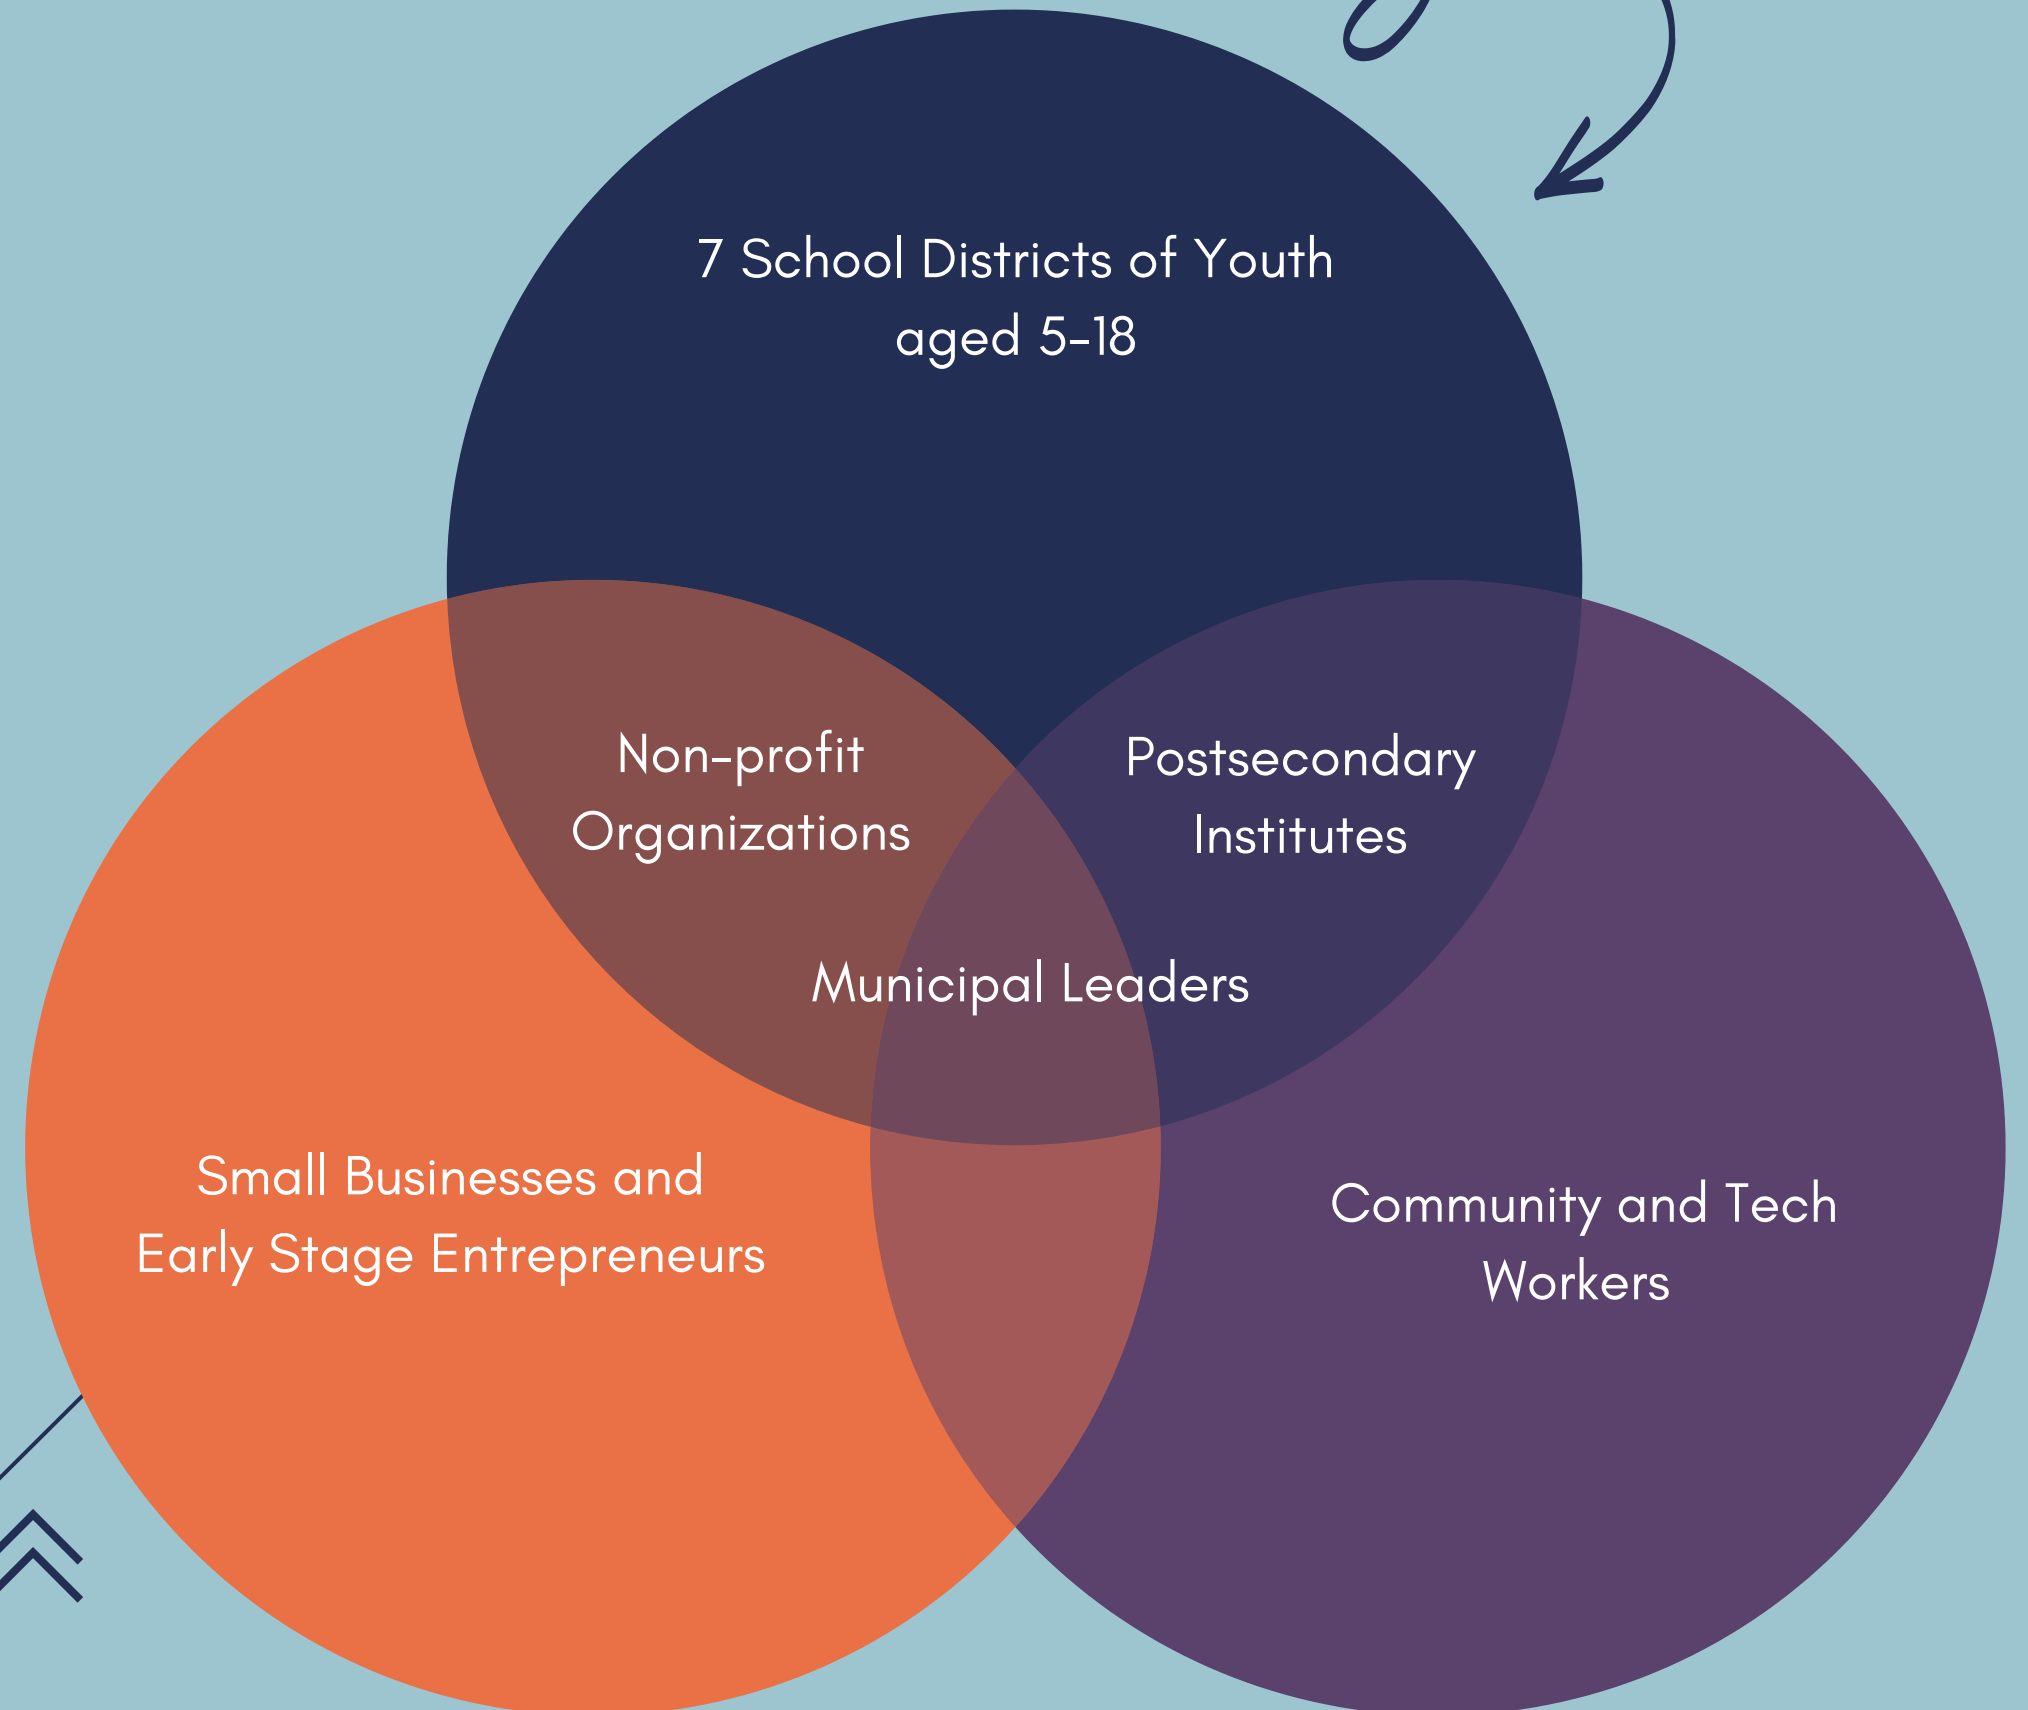 7 School Districts of Youth
aged 5-18
Non-profit
Organizations
Postsecondary
Institutes
Municipal Leaders
Small Businesses and
Early Stage Entrepreneurs
Community and Tech
Workers